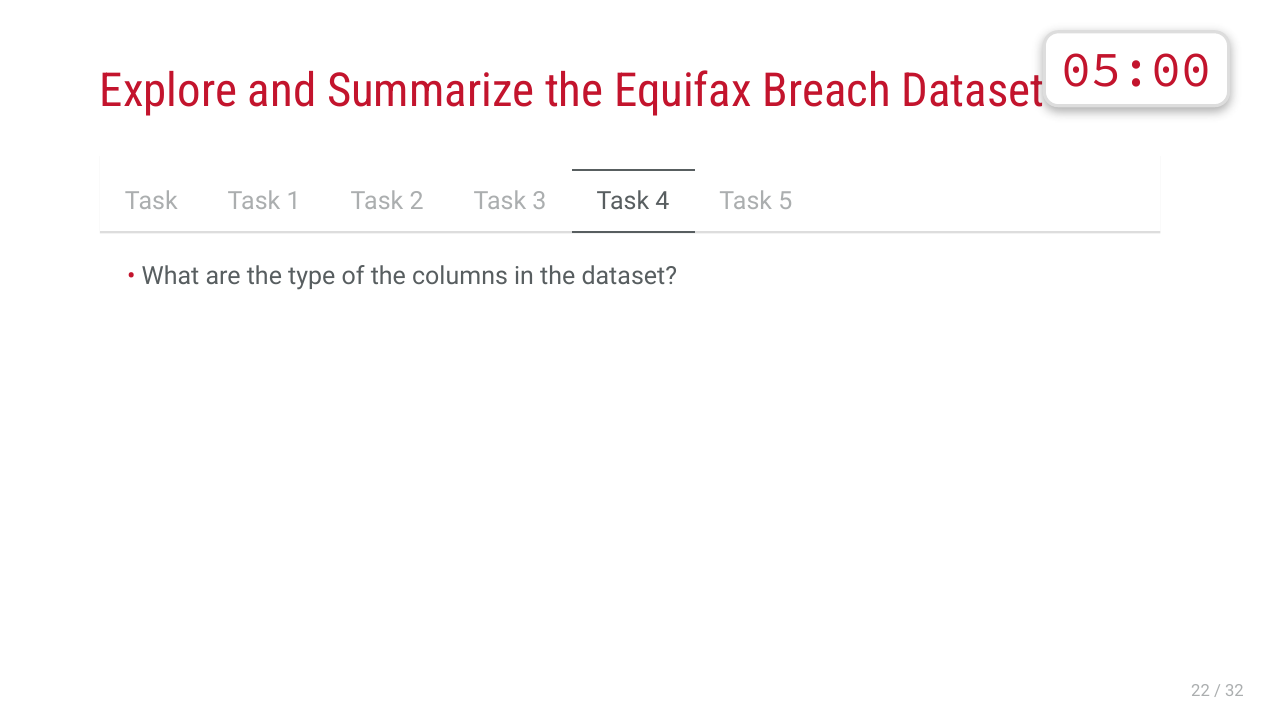 Explore and Summarize the Equifax Breach Dataset
05:00
Task Task 1 Task 2 Task 3 Task 4 Task 5
• What are the type of the columns in the dataset?
22 / 32